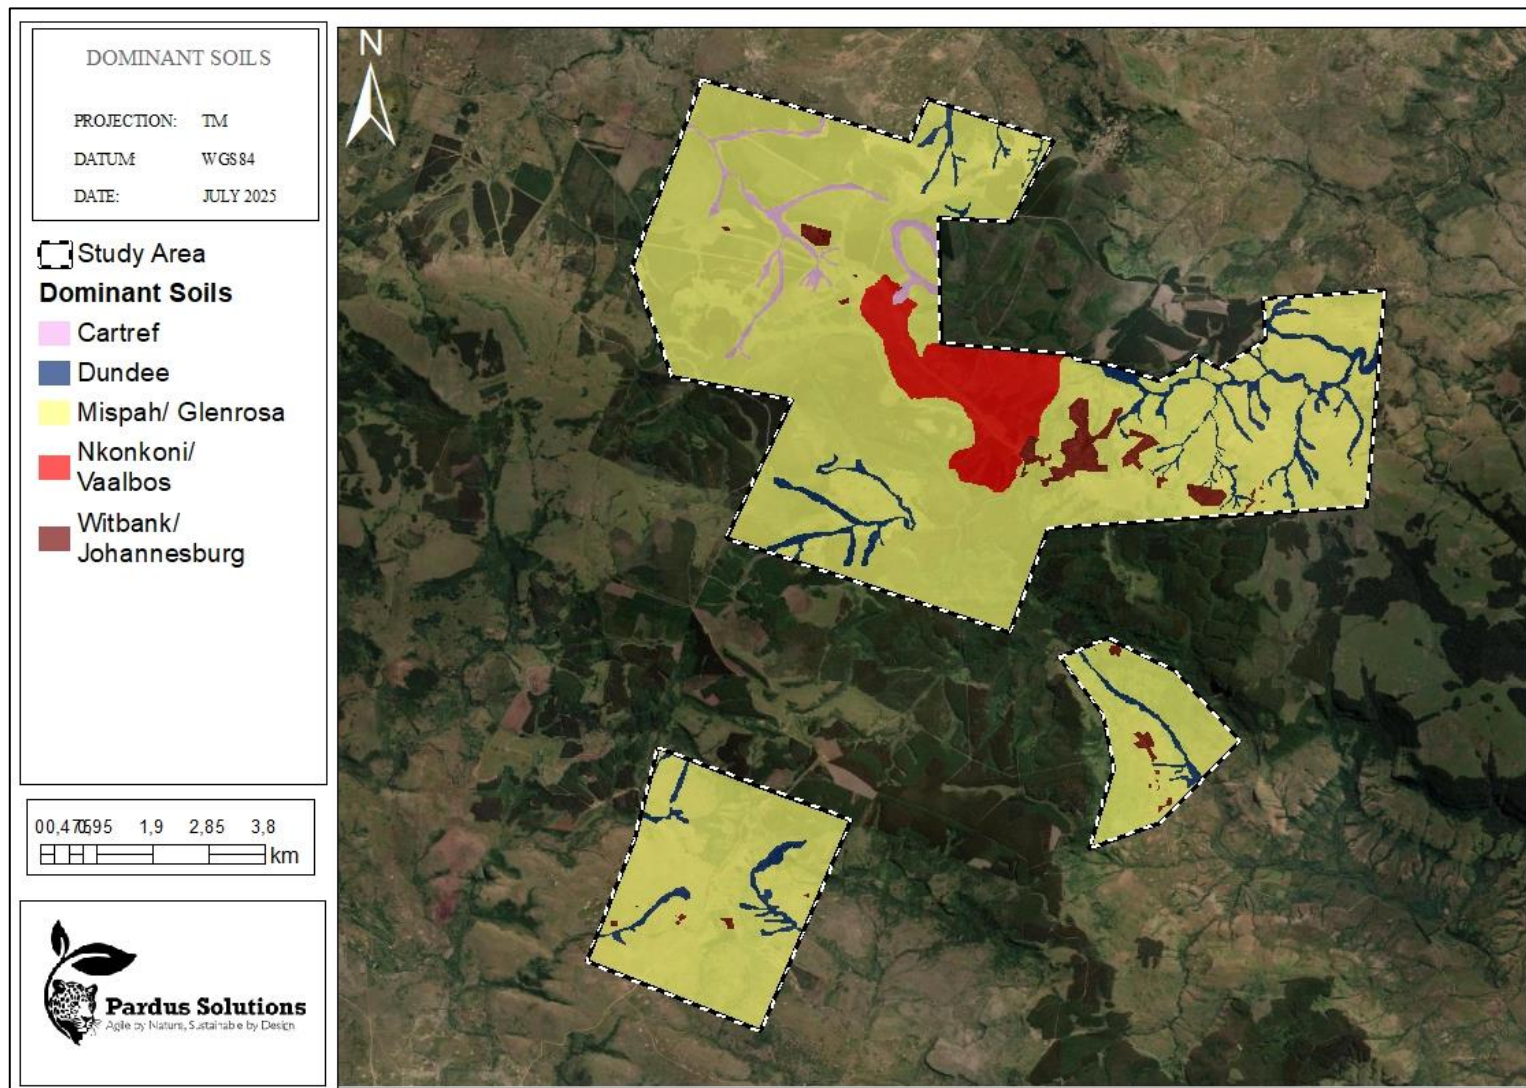 DOMINANT SOILS
PROJECTION: TM
DATUM: WGS84
DATE: JULY 2025
Study Area
Dominant Soils
Cartref
Dundee
Mispah/ Glenrosa
Nkonkoni/
Vaalbos
Witbank/
Johannesburg
1,9 2,85 3,8
km
Pardus Solutions
Agile by Nature, Sustainable by Design
N